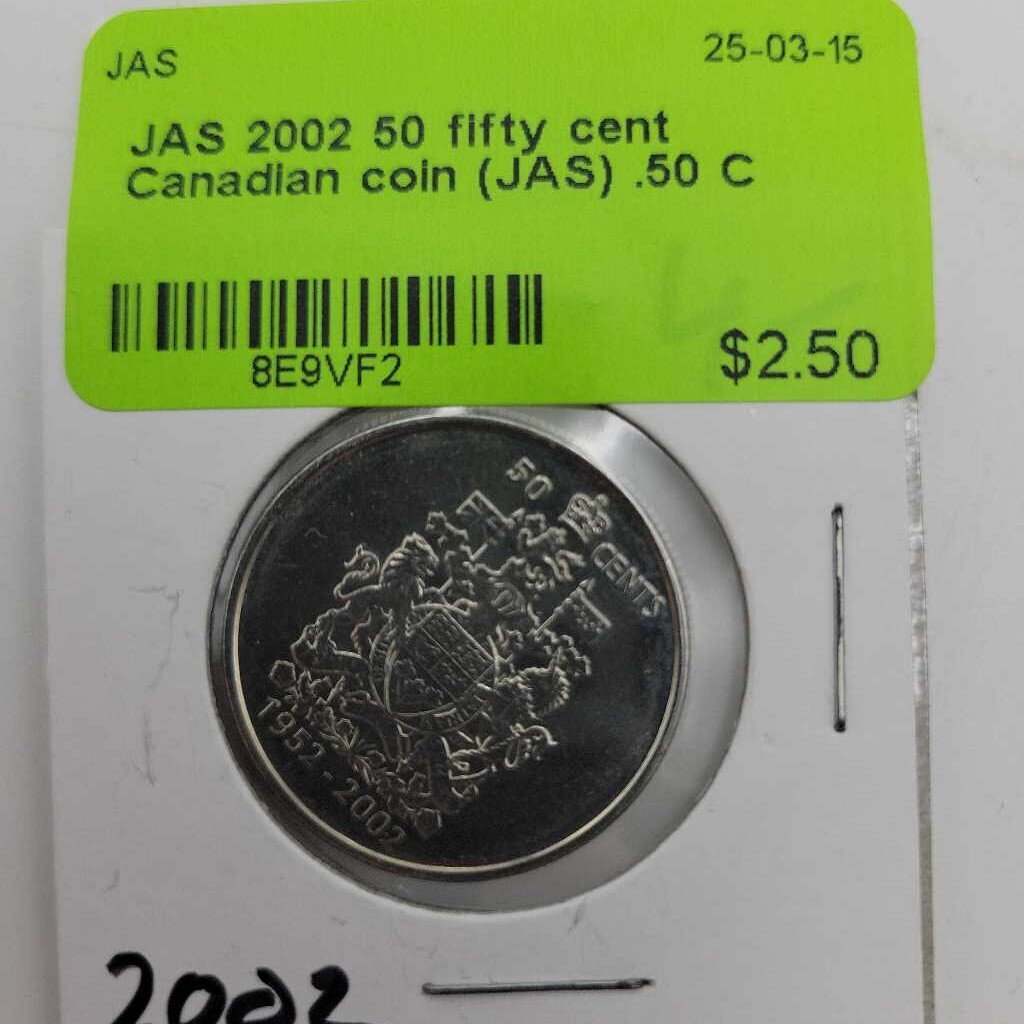 JAS 25-03-15
JAS 2002 50 fifty cent
Canadian coin (JAS) .50 C
8E9VF2
$2.50
50 CENTS
1952-2002
2002